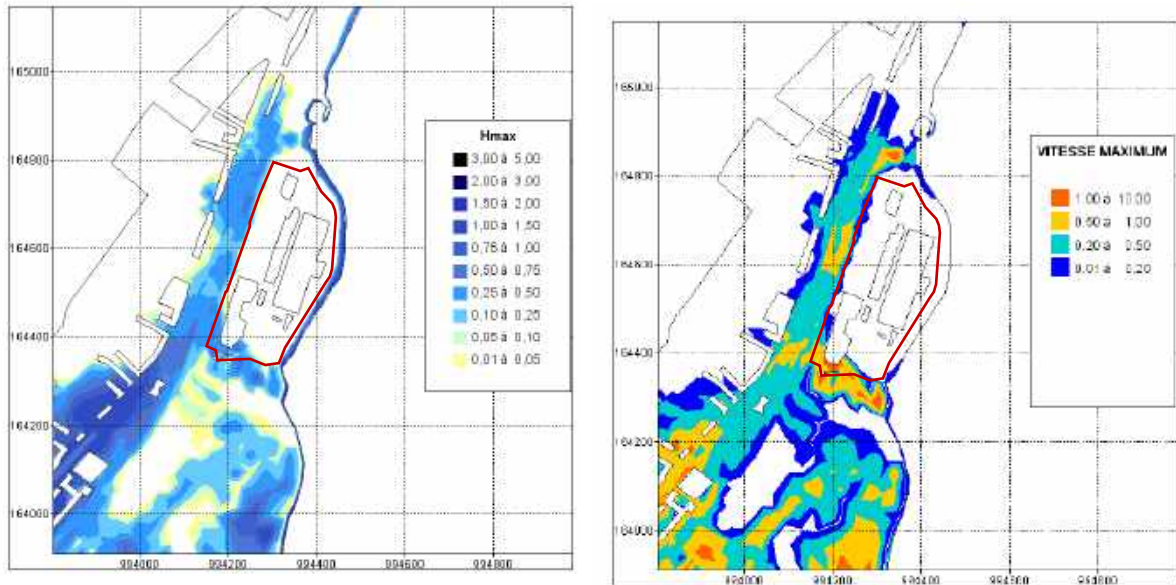 165000
164800
164600
164400
164200
164000
994000
994200
994400
994600
Hmax
3,00 à 5,00
2,00 à 3,00
1,50 à 2,00
1,00 à 1,50
0,75 à 1,00
0,50 à 0,75
0,25 à 0,50
0,10 à 0,25
0,05 à 0,10
0,01 à 0,05
165000
164800
164600
164400
164200
164000
994000
994200
994400
994600
994800
VITESSE MAXIMUM
1.00 à 10.00
0.50 à 1.00
0.20 à 0.50
0.01 à 0.20